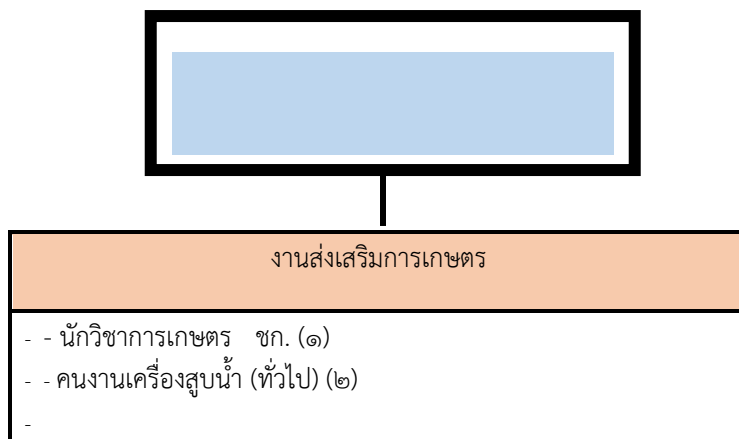 งานส่งเสริมการเกษตร
- - นักวิชาการเกษตร ชก. (๑)
- - คนงานเครื่องสูบน้ำ (ทั่วไป) (๒)
-